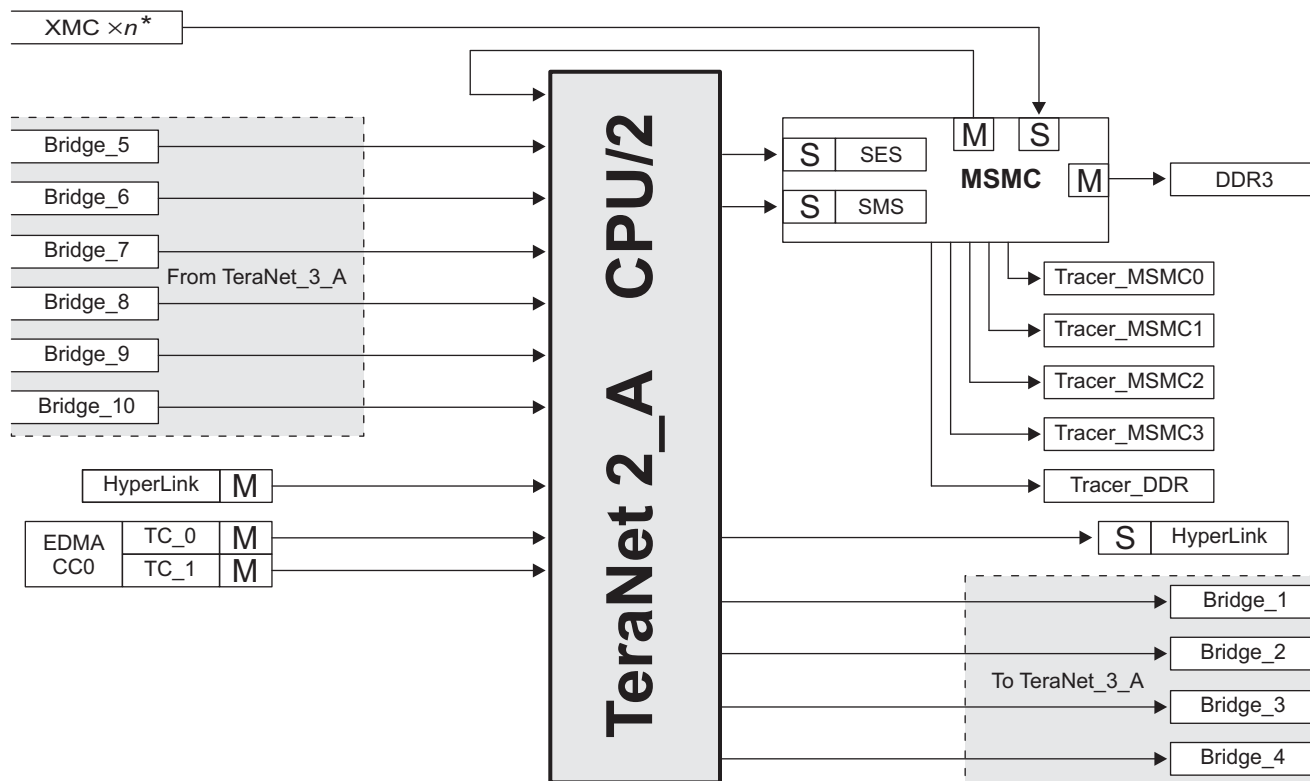 XMC ×n*
Bridge_5
Bridge_6
Bridge_7
From TeraNet_3_A
Bridge_8
Bridge_9
Bridge_10
HyperLink M
EDMA
CC0
TC_0 M
TC_1 M
TeraNet 2_A CPU/2
S SES
S SMS
M
S
MSMC
M
DDR3
Tracer_MSMC0
Tracer_MSMC1
Tracer_MSMC2
Tracer_MSMC3
Tracer_DDR
S HyperLink
Bridge_1
Bridge_2
To TeraNet_3_A
Bridge_3
Bridge_4